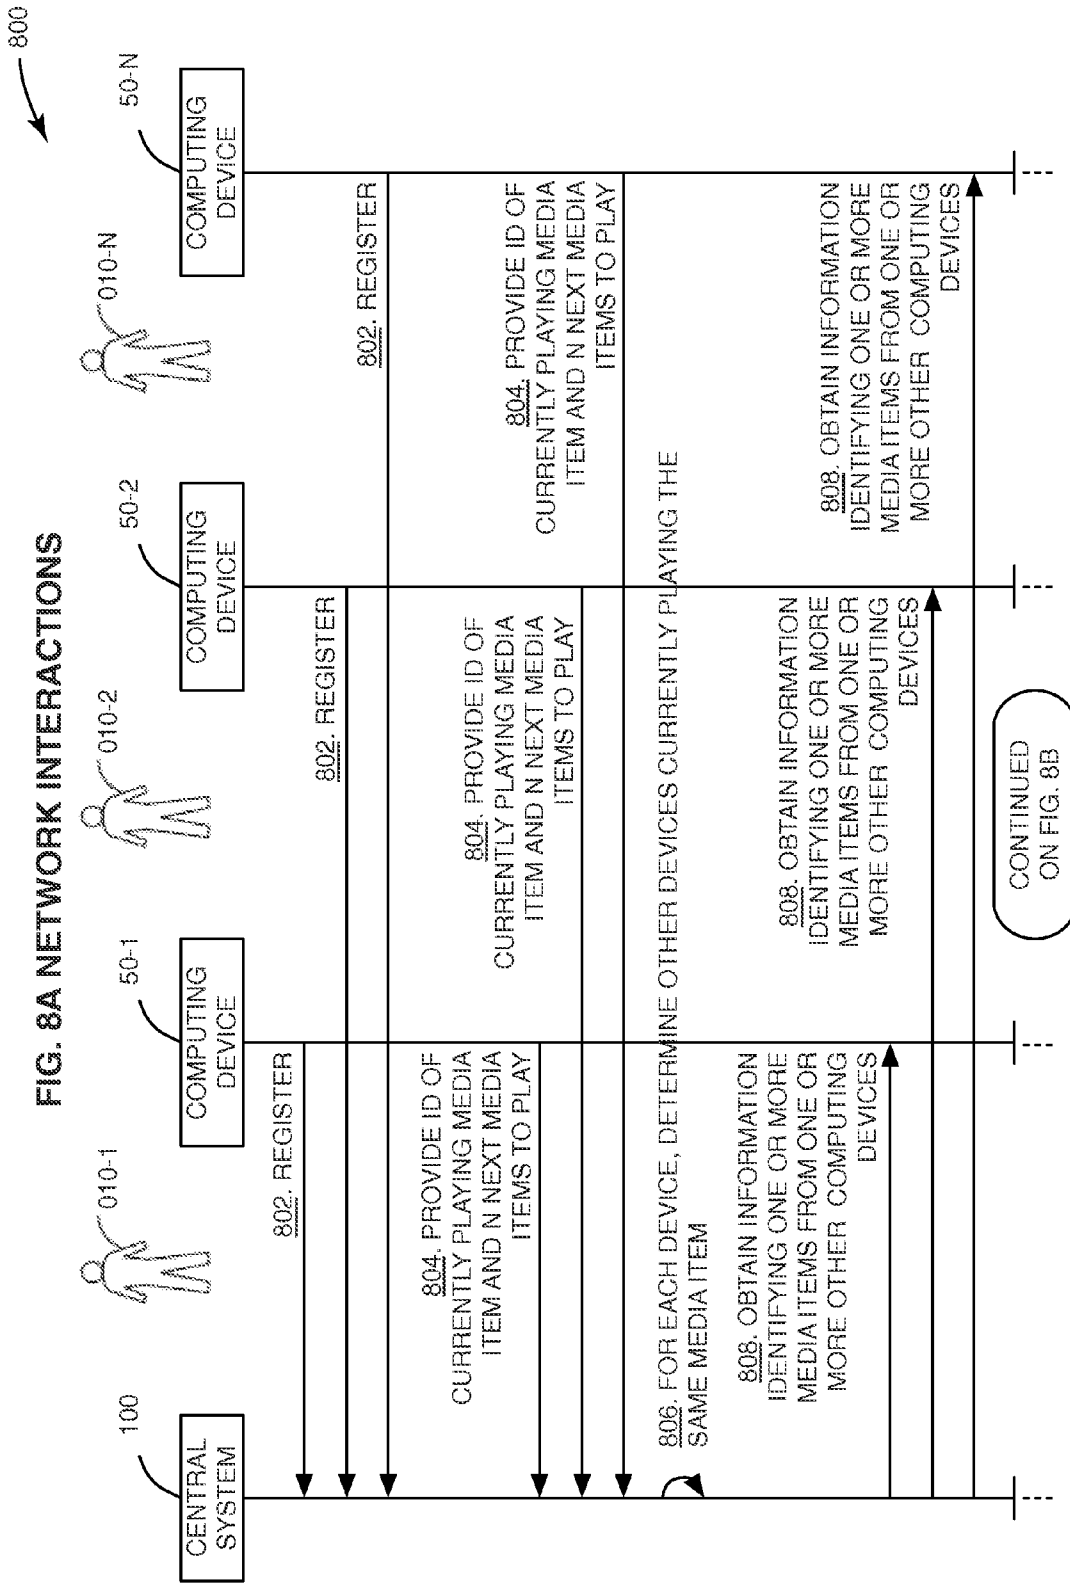 FIG. 8A NETWORK INTERACTIONS
800
CENTRAL
SYSTEM
100
010-1
COMPUTING
DEVICE
50-1
010-2
COMPUTING
DEVICE
50-2
010-N
COMPUTING
DEVICE
50-N
802. REGISTER
802. REGISTER
802. REGISTER
804. PROVIDE ID OF
CURRENTLY PLAYING MEDIA
ITEM AND N NEXT MEDIA
ITEMS TO PLAY
804. PROVIDE ID OF
CURRENTLY PLAYING MEDIA
ITEM AND N NEXT MEDIA
ITEMS TO PLAY
804. PROVIDE ID OF
CURRENTLY PLAYING MEDIA
ITEM AND N NEXT MEDIA
ITEMS TO PLAY
806. FOR EACH DEVICE, DETERMINE OTHER DEVICES CURRENTLY PLAYING THE
SAME MEDIA ITEM
808. OBTAIN INFORMATION
IDENTIFYING ONE OR MORE
MEDIA ITEMS FROM ONE OR
MORE OTHER COMPUTING
DEVICES
808. OBTAIN INFORMATION
IDENTIFYING ONE OR MORE
MEDIA ITEMS FROM ONE OR
MORE OTHER COMPUTING
DEVICES
808. OBTAIN INFORMATION
IDENTIFYING ONE OR MORE
MEDIA ITEMS FROM ONE OR
MORE OTHER COMPUTING
DEVICES
CONTINUED
ON FIG. 8B